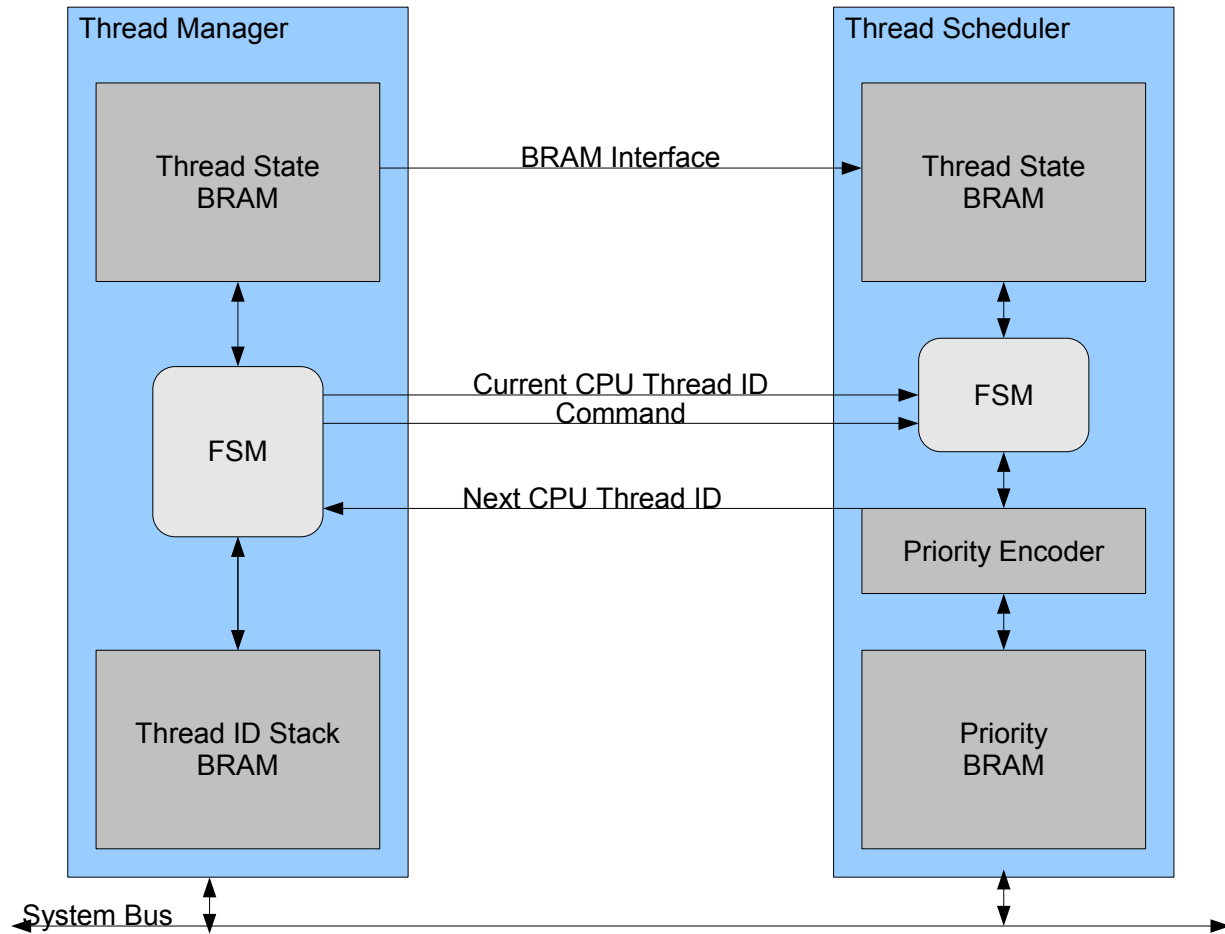 Thread Manager
Thread Scheduler
Thread State
BRAM
BRAM Interface
Thread State
BRAM
Current CPU Thread ID
Command
FSM
FSM
Next CPU Thread ID
Priority Encoder
Thread ID Stack
BRAM
Priority
BRAM
System Bus